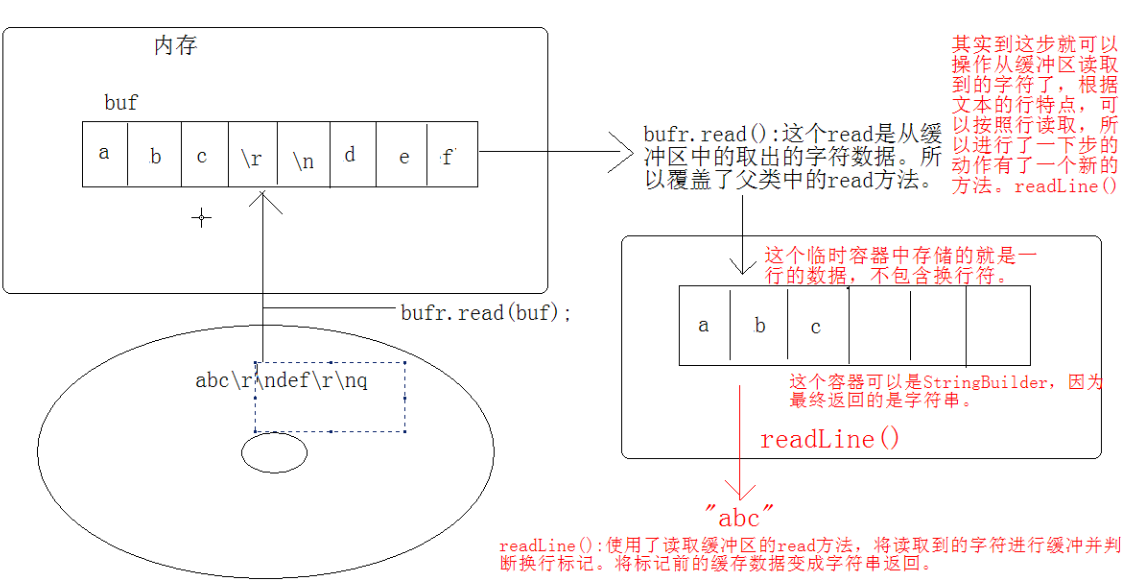 内存
buf
a b c \r \n d e f
bufr.read():这个read是从缓
冲区中的取出的字符数据。所
以覆盖了父类中的read方法。
其实到这步就可以
操作从缓冲区读取
到的字符了，根据
文本的行特点，可
以按照行读取，所
以进行了一下步的
动作有了一个新的
方法。readLine()
bufr.read(buf);
abc\r\ndef\r\nq
这个临时容器中存储的就是一
行的数据，不包含换行符。
a b c
这个容器可以是StringBuilder，因为
最终返回的是字符串。
readLine()
"abc"
readLine():使用了读取缓冲区的read方法，将读取到的字符进行缓冲并判
断换行标记。将标记前的缓存数据变成字符串返回。